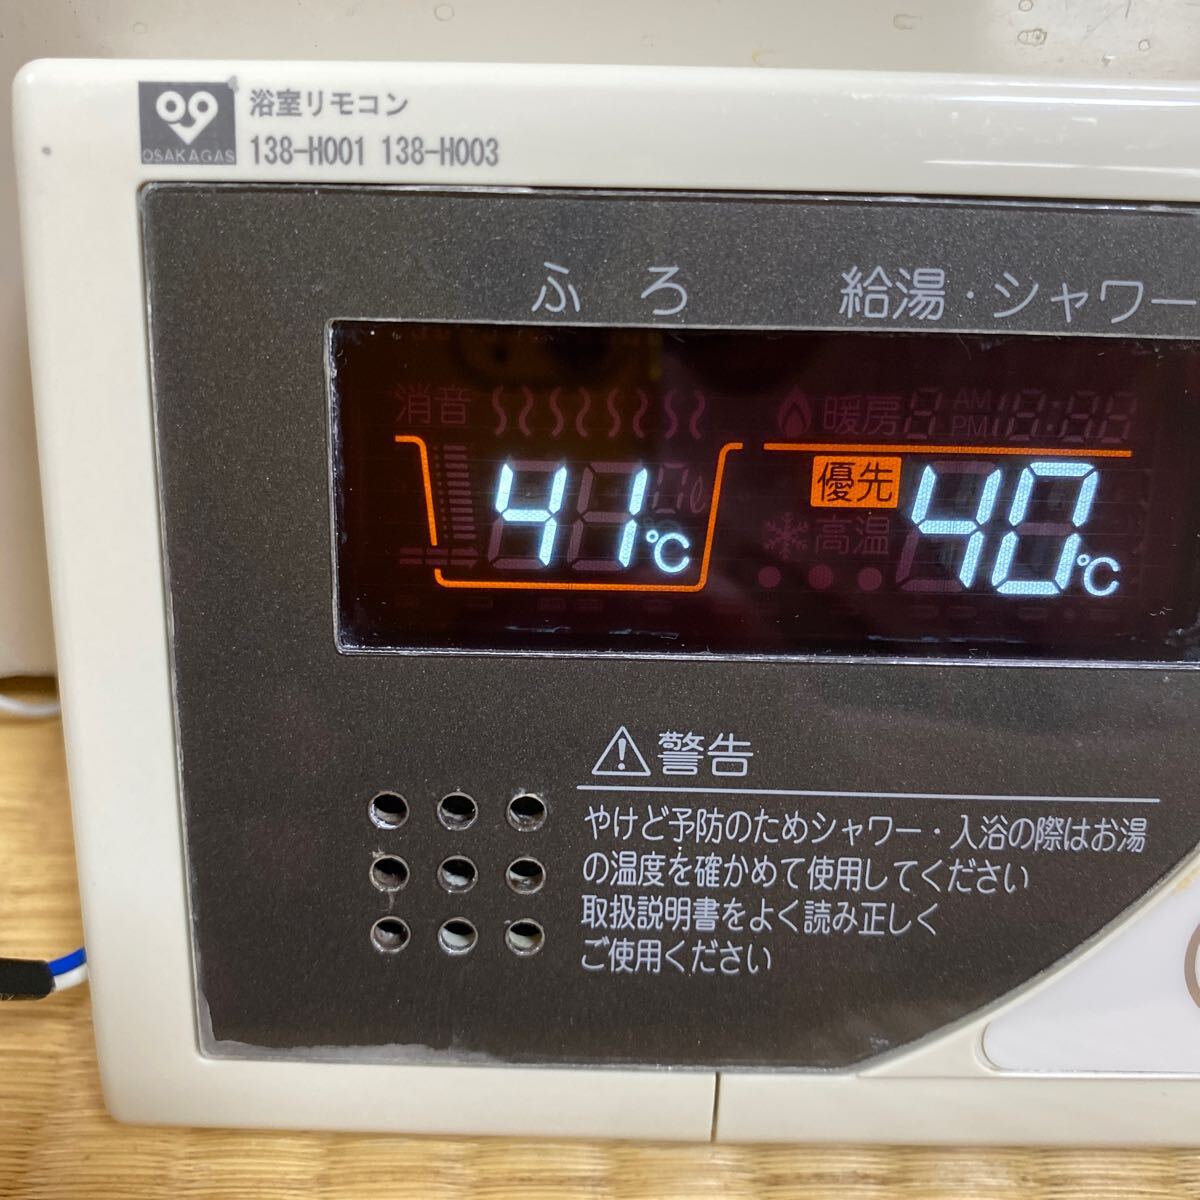 OSAKA GAS
浴室リモコン
138-H001 138-H003
ふろ
給湯・シャワー
消音
暖房
AM
PM
41℃
優先
40℃
高温
警告
やけど予防のためシャワー・入浴の際はお湯
の温度を確かめて使用してください
取扱説明書をよく読み正しく
ご使用ください